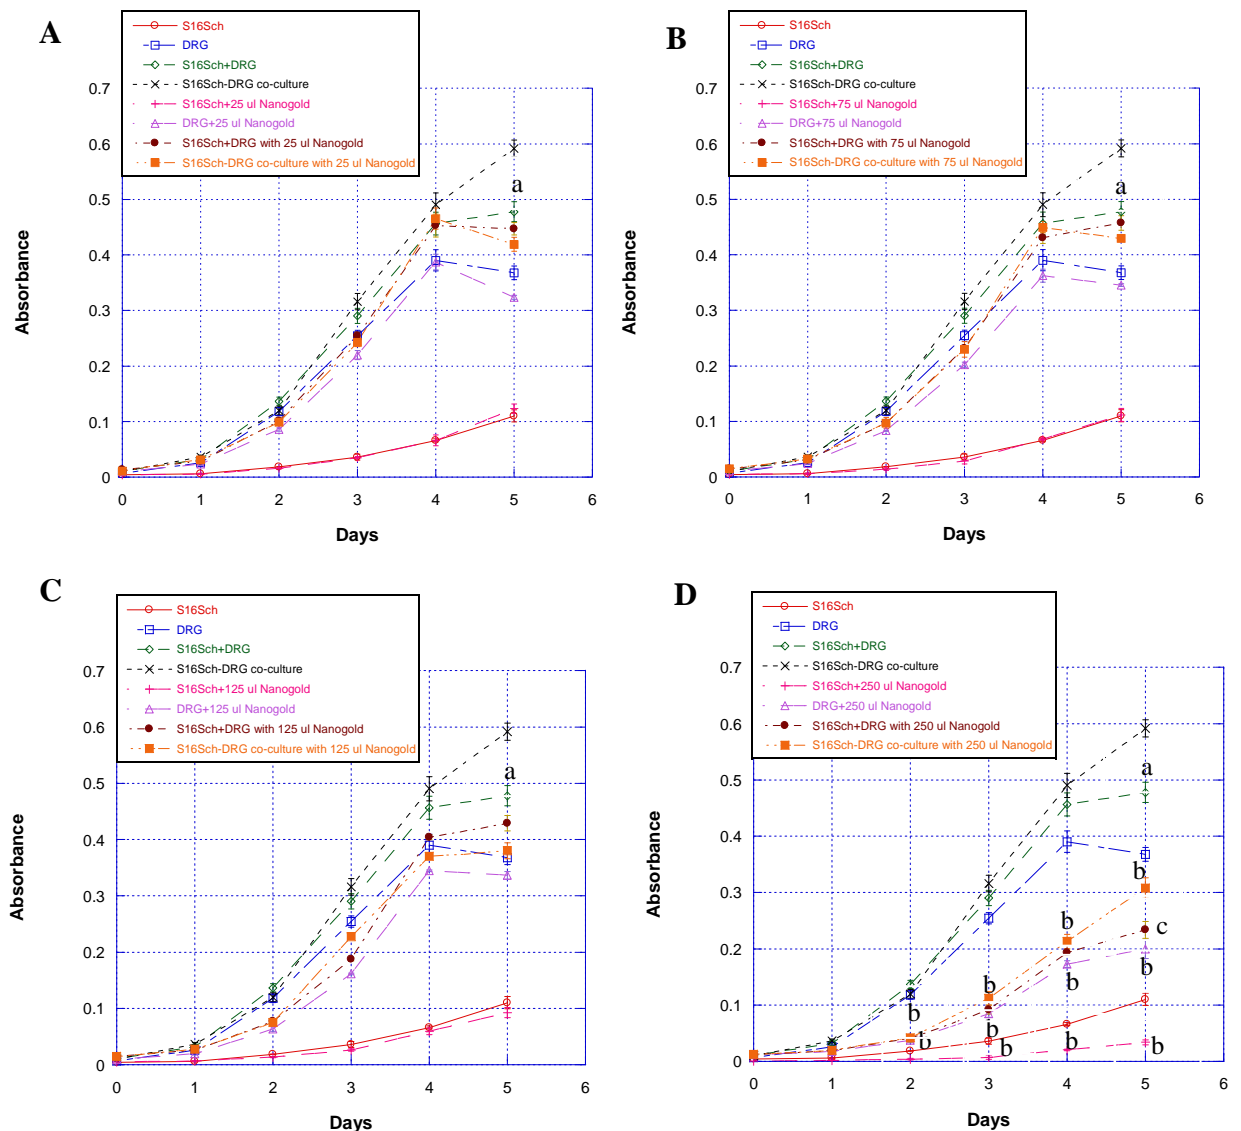 A
S16Sch
DRG
S16Sch+DRG
S16Sch-DRG co-culture
S16Sch+25 ul Nanogold
DRG+25 ul Nanogold
S16Sch+DRG with 25 ul Nanogold
S16Sch-DRG co-culture with 25 ul Nanogold
0.7
0.6
0.5
0.4
0.3
0.2
0.1
0
a
Absorbance
0 1 2 3 4 5 6
Days
B
S16Sch
DRG
S16Sch+DRG
S16Sch-DRG co-culture
S16Sch+75 ul Nanogold
DRG+75 ul Nanogold
S16Sch+DRG with 75 ul Nanogold
S16Sch-DRG co-culture with 75 ul Nanogold
0.7
0.6
0.5
0.4
0.3
0.2
0.1
0
a
Absorbance
0 1 2 3 4 5 6
Days
C
S16Sch
DRG
S16Sch+DRG
S16Sch-DRG co-culture
S16Sch+125 ul Nanogold
DRG+125 ul Nanogold
S16Sch+DRG with 125 ul Nanogold
S16Sch-DRG co-culture with 125 ul Nanogold
0.7
0.6
0.5
0.4
0.3
0.2
0.1
0
a
Absorbance
0 1 2 3 4 5 6
Days
D
S16Sch
DRG
S16Sch+DRG
S16Sch-DRG co-culture
S16Sch+250 ul Nanogold
DRG+250 ul Nanogold
S16Sch+DRG with 250 ul Nanogold
S16Sch-DRG co-culture with 250 ul Nanogold
0.7
0.6
0.5
0.4
0.3
0.2
0.1
0
a
b
b c
b b
b b
b b b b
Absorbance
0 1 2 3 4 5 6
Days